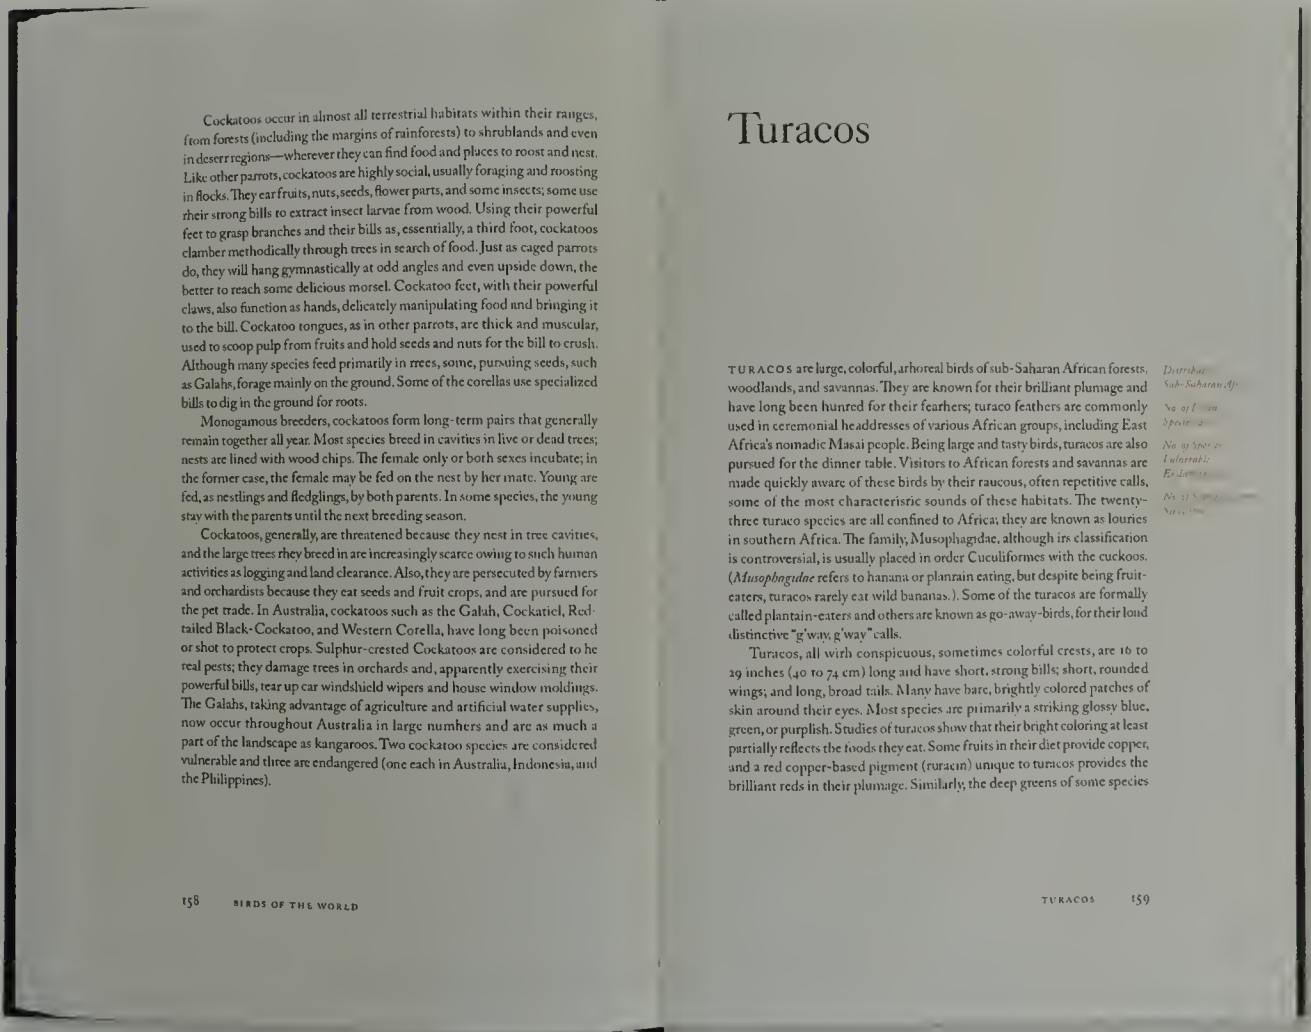 Cockatoos occur in almost all terrestrial habitats within their ranges,
from forests (including the margins of rainforests) to shrublands and even
in desert regions—wherever they can find food and places to roost and nest.
Like other parrots, cockatoos are highly social, usually foraging and roosting
in flocks. They eat fruits, nuts, seeds, flower parts, and some insects; some use
their strong bills to extract insect larvae from wood. Using their powerful
feet to grasp branches and their bills as, essentially, a third foot, cockatoos
clamber methodically through trees in search of food. Just as caged parrots
do, they will hang gymnastically at odd angles and even upside down, the
better to reach some delicious morsel. Cockatoo feet, with their powerful
claws, also function as hands, delicately manipulating food and bringing it
to the bill. Cockatoo tongues, as in other parrots, are thick and muscular,
used to scoop pulp from fruits and hold seeds and nuts for the bill to crush.
Although many species feed primarily in trees, some, pursuing seeds, such
as Galahs, forage mainly on the ground. Some of the corellas use specialized
bills to dig in the ground for roots.
Monogamous breeders, cockatoos form long-term pairs that generally
remain together all year. Most species breed in cavities in live or dead trees;
nests are lined with wood chips. The female only or both sexes incubate; in
the former case, the female may be fed on the nest by her mate. Young are
fed, as nestlings and fledglings, by both parents. In some species, the young
stay with the parents until the next breeding season.
Cockatoos, generally, are threatened because they nest in tree cavities,
and the large trees they breed in are increasingly scarce owing to such human
activities as logging and land clearance. Also, they are persecuted by farmers
and orchardists because they eat seeds and fruit crops, and are pursued for
the pet trade. In Australia, cockatoos such as the Galah, Cockatiel, Red-
tailed Black-Cockatoo, and Western Corella, have long been poisoned
or shot to protect crops. Sulphur-crested Cockatoos are considered to be
real pests; they damage trees in orchards and, apparently exercising their
powerful bills, tear up car windshield wipers and house window moldings.
The Galahs, taking advantage of agriculture and artificial water supplies,
now occur throughout Australia in large numbers and are as much a
part of the landscape as kangaroos. Two cockatoo species are considered
vulnerable and three are endangered (one each in Australia, Indonesia, and
the Philippines).
158 BIRDS OF THE WORLD
Turacos
TURACOS are large, colorful, arboreal birds of sub-Saharan African forests,
woodlands, and savannas. They are known for their brilliant plumage and
have long been hunted for their feathers; turaco feathers are commonly
used in ceremonial headdresses of various African groups, including East
Africa's nomadic Masai people. Being large and tasty birds, turacos are also
pursued for the dinner table. Visitors to African forests and savannas are
made quickly aware of these birds by their raucous, often repetitive calls,
some of the most characteristic sounds of these habitats. The twenty-
three turaco species are all confined to Africa; they are known as louries
in southern Africa. The family, Musophagidae, although its classification
is controversial, is usually placed in order Cuculiformes with the cuckoos.
(Musophagidae refers to banana or plantain eating, but despite being fruit-
eaters, turacos rarely eat wild bananas.). Some of the turacos are formally
called plantain-eaters and others are known as go-away-birds, for their loud
distinctive "g'way, g'way" calls.
Turacos, all with conspicuous, sometimes colorful crests, are 16 to
29 inches (40 to 74 cm) long and have short, strong bills; short, rounded
wings; and long, broad tails. Many have bare, brightly colored patches of
skin around their eyes. Most species are primarily a striking glossy blue,
green, or purplish. Studies of turacos show that their bright coloring at least
partially reflects the foods they eat. Some fruits in their diet provide copper,
and a red copper-based pigment (turacin) unique to turacos provides the
brilliant reds in their plumage. Similarly, the deep greens of some species
Sub-Saharan
No. of
Species
No. of Species
Vulnerable
TURACOS 159